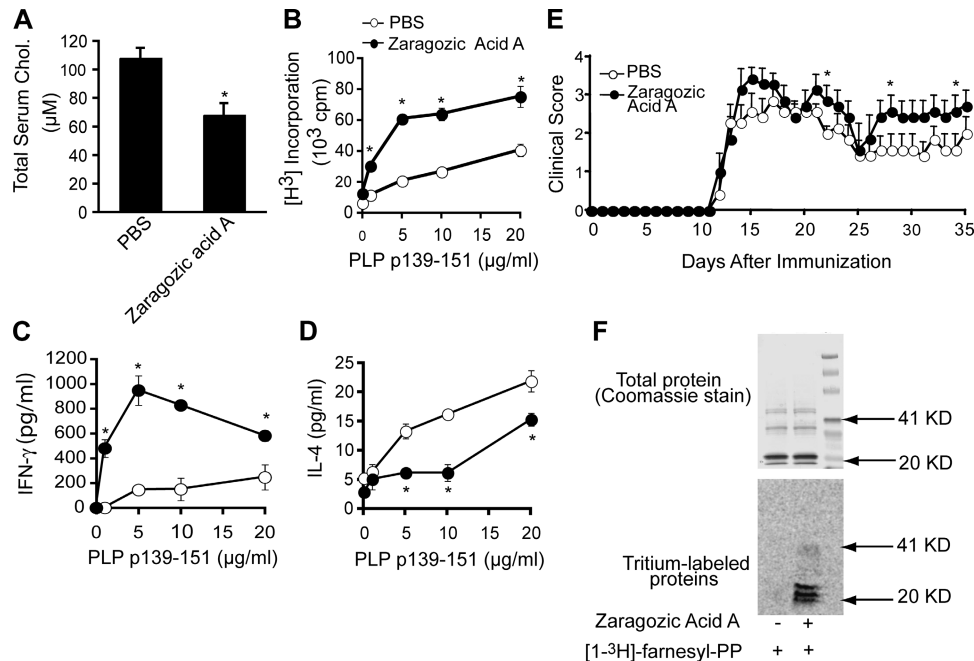 A
Total Serum Chol.
(µM)
120
100
80
60
40
20
0
*
PBS
Zaragozic acid A
B
PBS
Zaragozic Acid A
[H³] Incorporation
(10³ cpm)
100
80
60
40
20
0
* * * *
0 5 10 15 20
PLP p139-151 (µg/ml)
E
Clinical Score
4
3
2
1
0
PBS
Zaragozic
Acid A
* * *
0 5 10 15 20 25 30 35
Days After Immunization
C
IFN-γ (pg/ml)
1200
1000
800
600
400
200
0
* * * *
0 5 10 15 20
PLP p139-151 (µg/ml)
D
IL-4 (pg/ml)
25
20
15
10
5
0
* * *
0 5 10 15 20
PLP p139-151 (µg/ml)
F
Total protein
(Coomassie stain)
41 KD
20 KD
Tritium-labeled
proteins
41 KD
20 KD
Zaragozic Acid A - +
[1-³H]-farnesyl-PP + +